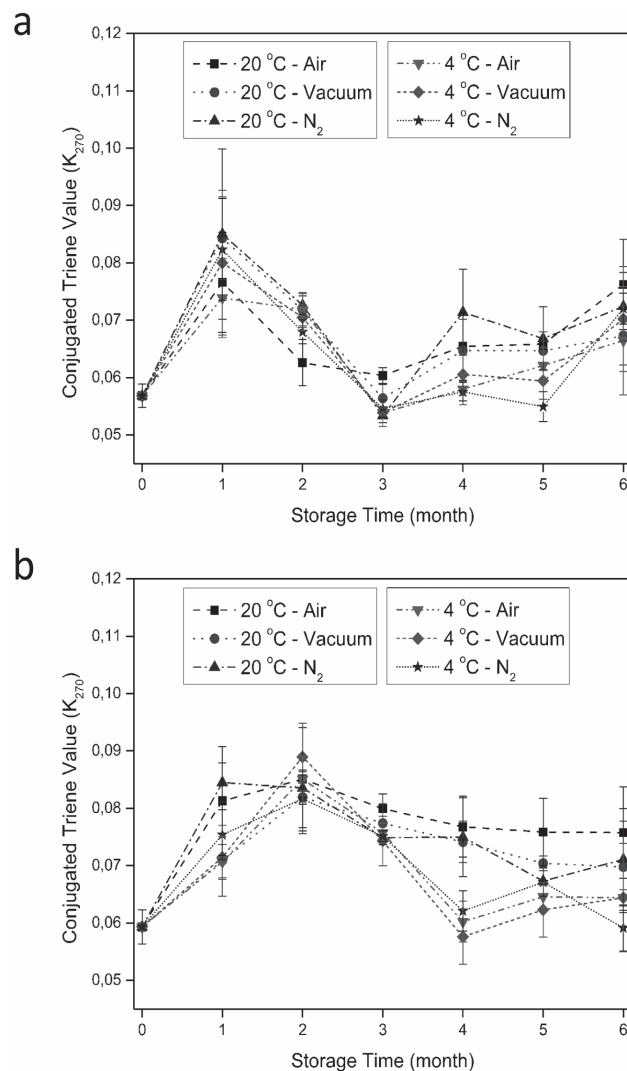 a
0,12
0,11
0,10
0,09
0,08
0,07
0,06
0,05
Conjugated Triene Value (K₂₇₀)
20 °C - Air
20 °C - Vacuum
20 °C - N₂
4 °C - Air
4 °C - Vacuum
4 °C - N₂
0 1 2 3 4 5 6
Storage Time (month)
b
0,12
0,11
0,10
0,09
0,08
0,07
0,06
0,05
Conjugated Triene Value (K₂₇₀)
20 °C - Air
20 °C - Vacuum
20 °C - N₂
4 °C - Air
4 °C - Vacuum
4 °C - N₂
0 1 2 3 4 5 6
Storage Time (month)